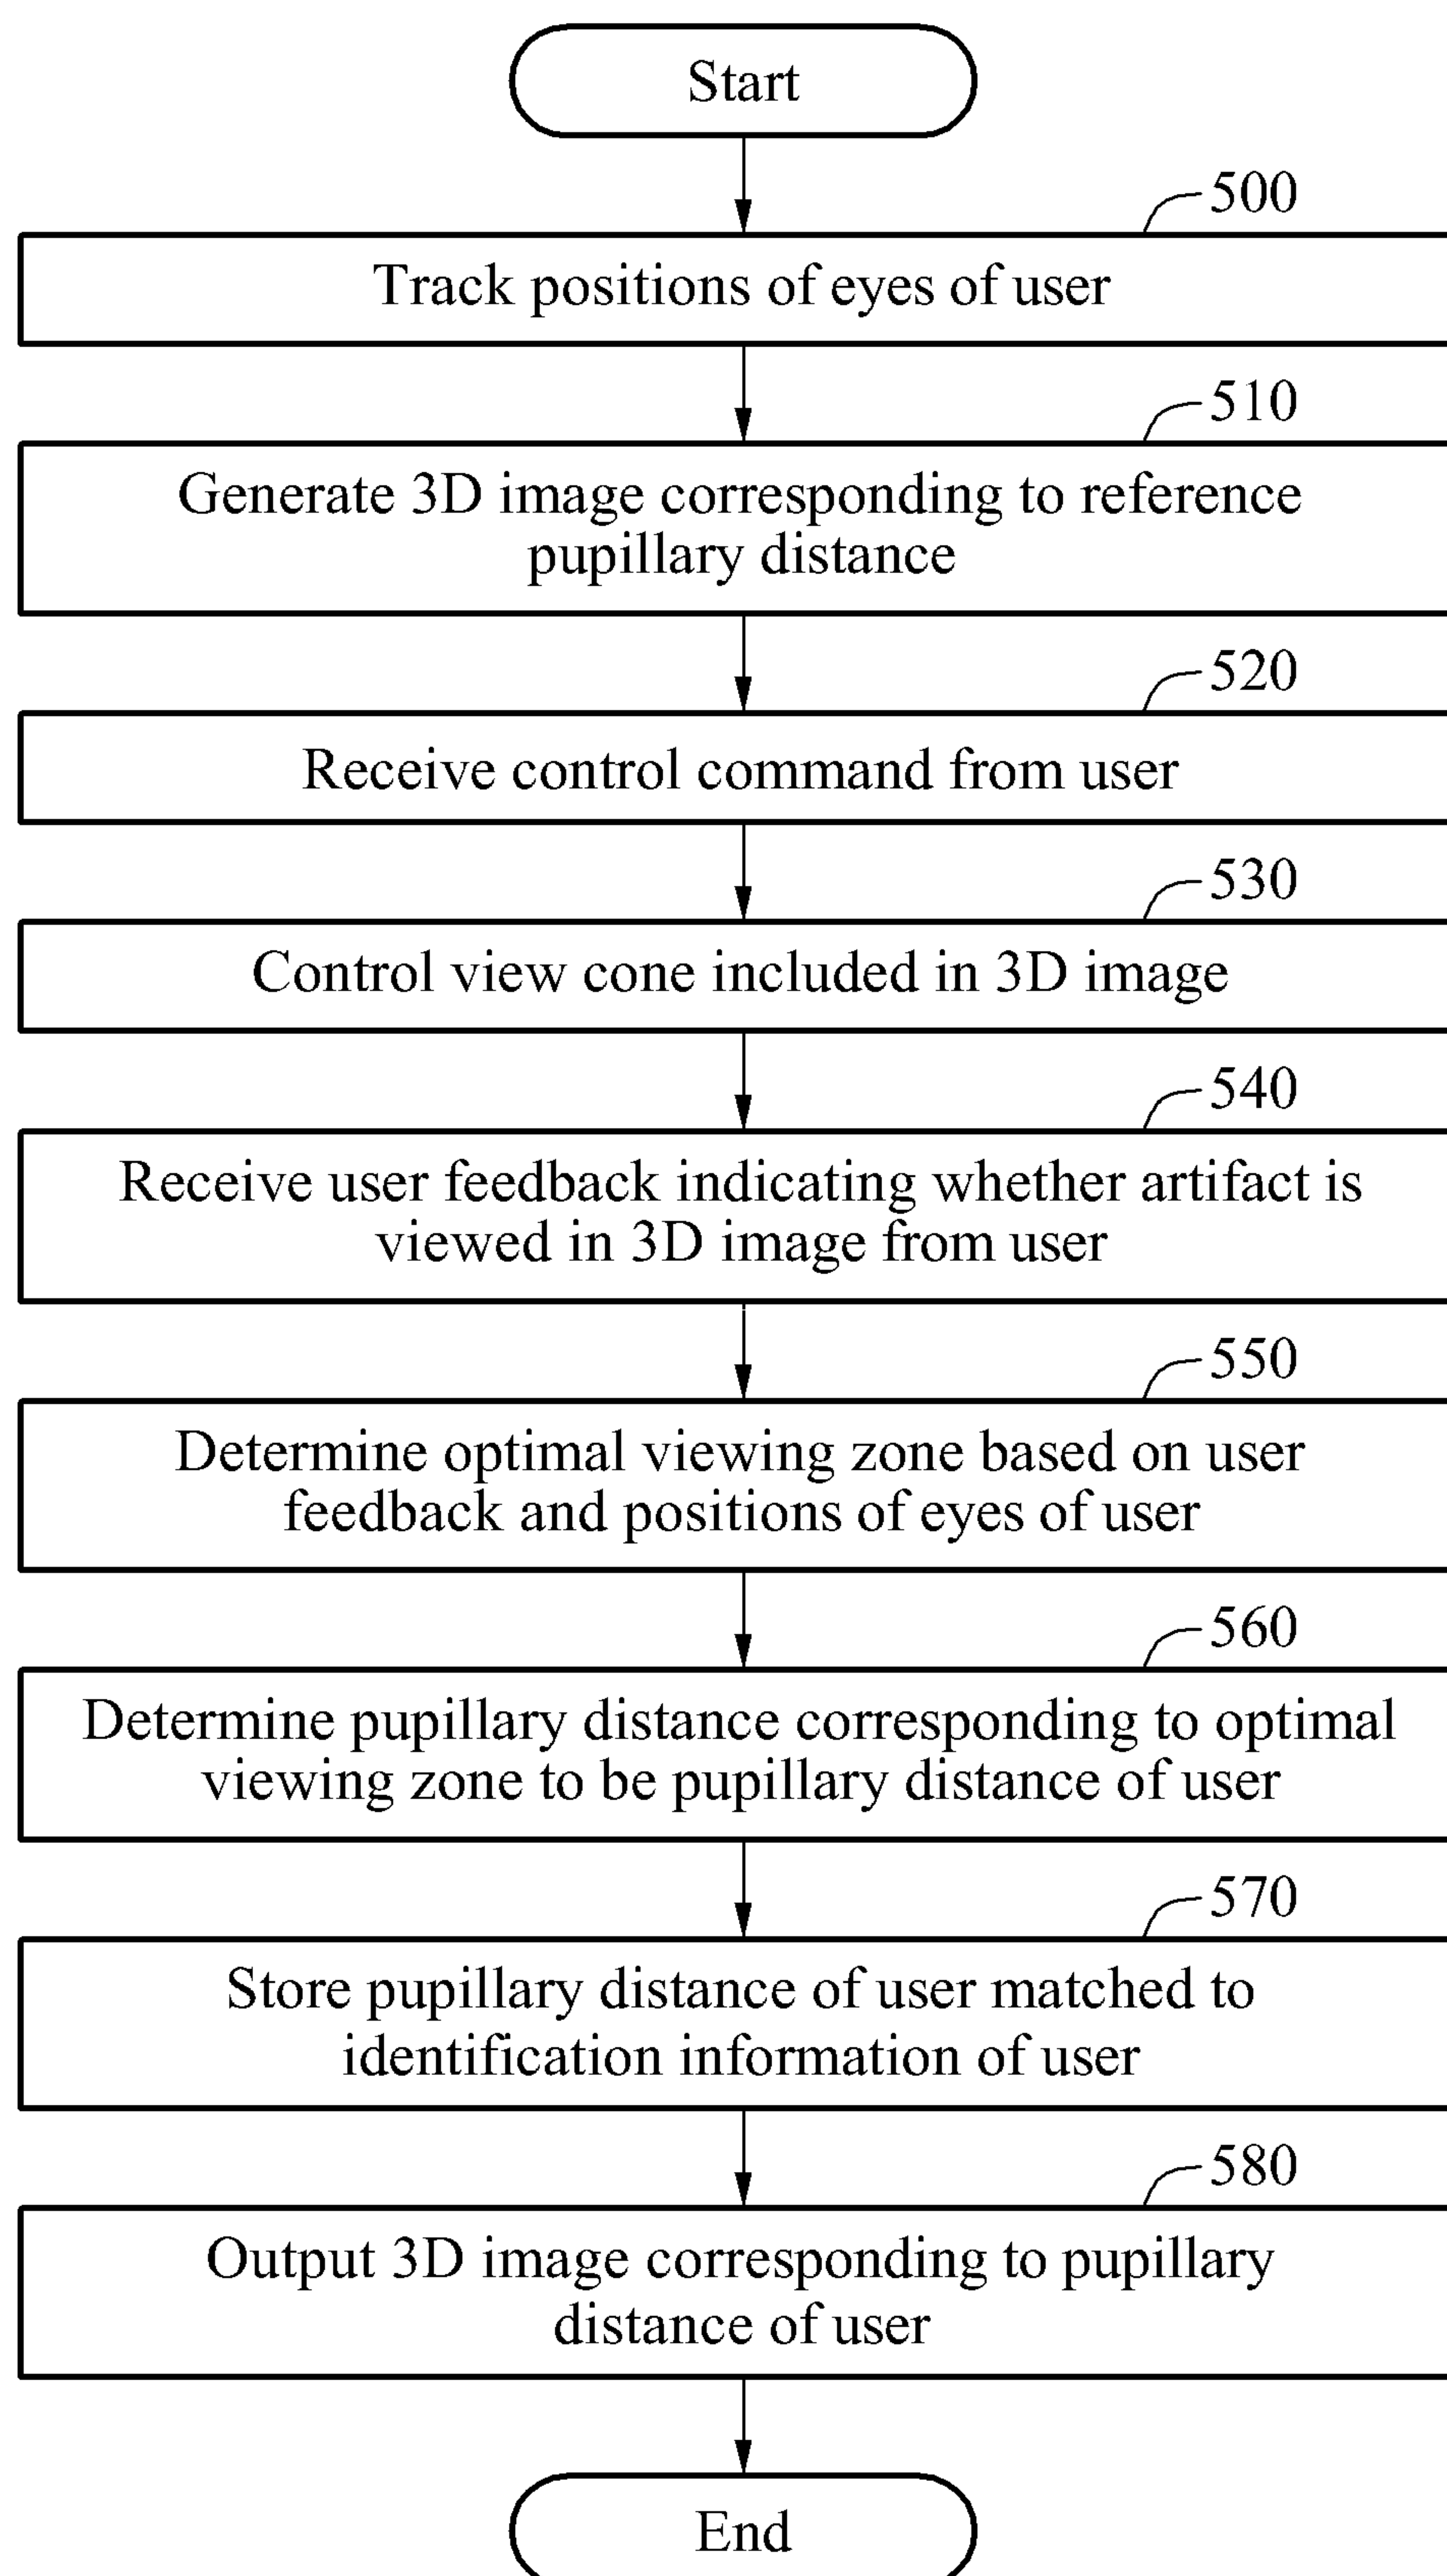 Start
500
Track positions of eyes of user
510
Generate 3D image corresponding to reference
pupillary distance
520
Receive control command from user
530
Control view cone included in 3D image
540
Receive user feedback indicating whether artifact is
viewed in 3D image from user
550
Determine optimal viewing zone based on user
feedback and positions of eyes of user
560
Determine pupillary distance corresponding to optimal
viewing zone to be pupillary distance of user
570
Store pupillary distance of user matched to
identification information of user
580
Output 3D image corresponding to pupillary
distance of user
End